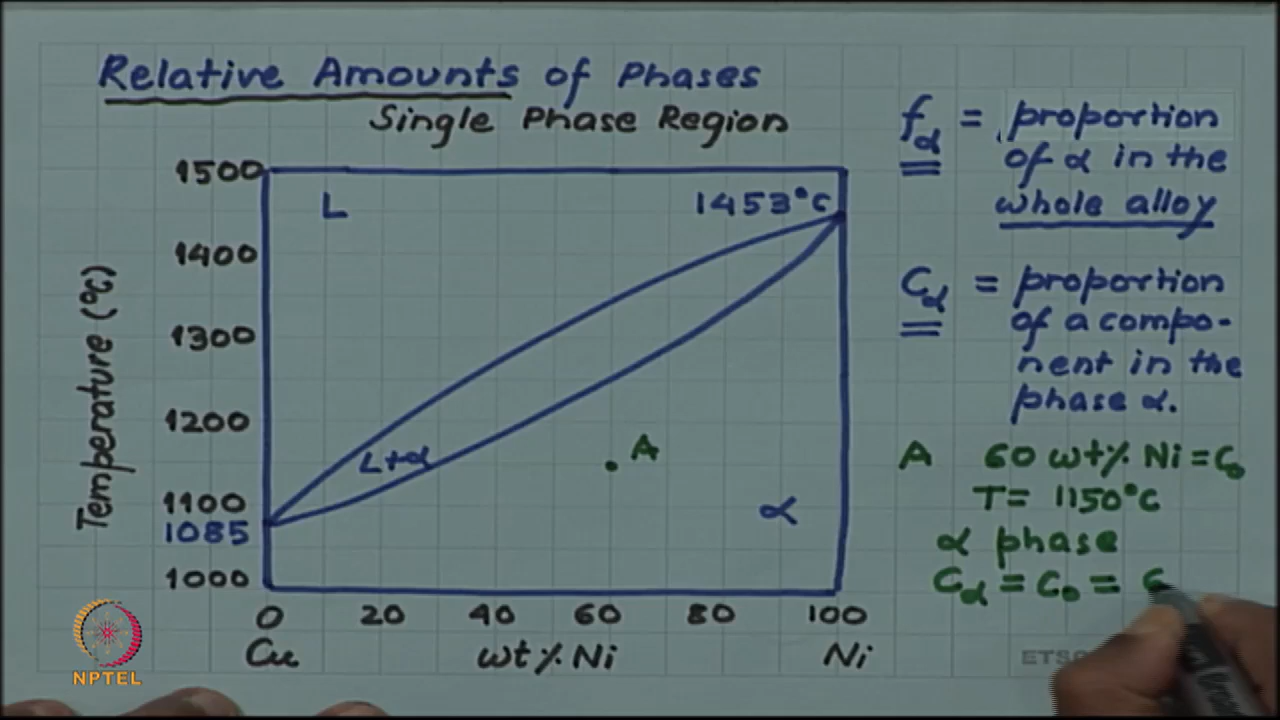 Relative Amounts of Phases
Single Phase Region
1500
1400
1300
1200
1100
1085
1000
Temperature (°C)
L
1453°C
L+α
A
α
0
20
40
60
80
100
Cu
wt% Ni
Ni
fα = proportion
of α in the
whole alloy
Cα = proportion
of a compo-
nent in the
phase α.
A 60 wt% Ni = C₀
T = 1150°C
α phase
Cα = C₀ =
NPTEL